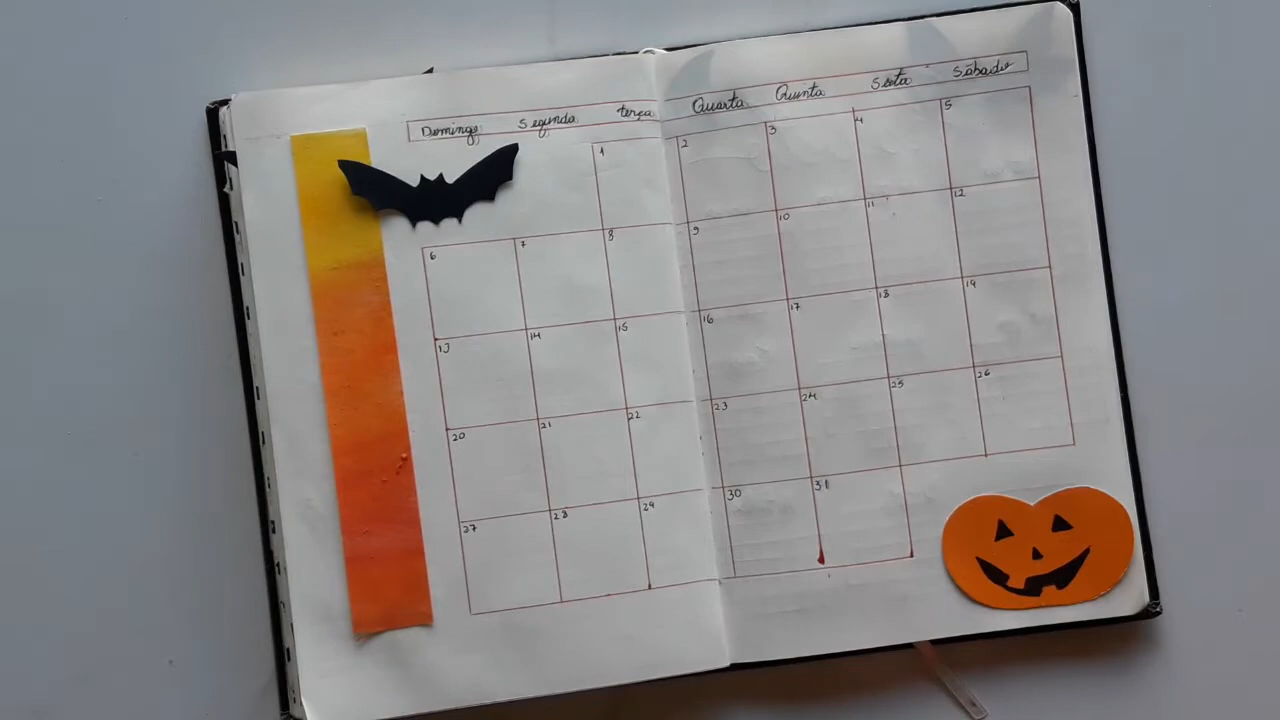 Domingo Segunda terça Quarta Quinta Sexta Sábado
1 2 3 4 5
6 7 8 9 10 11 12
13 14 15 16 17 18 19
20 21 22 23 24 25 26
27 28 29 30 31